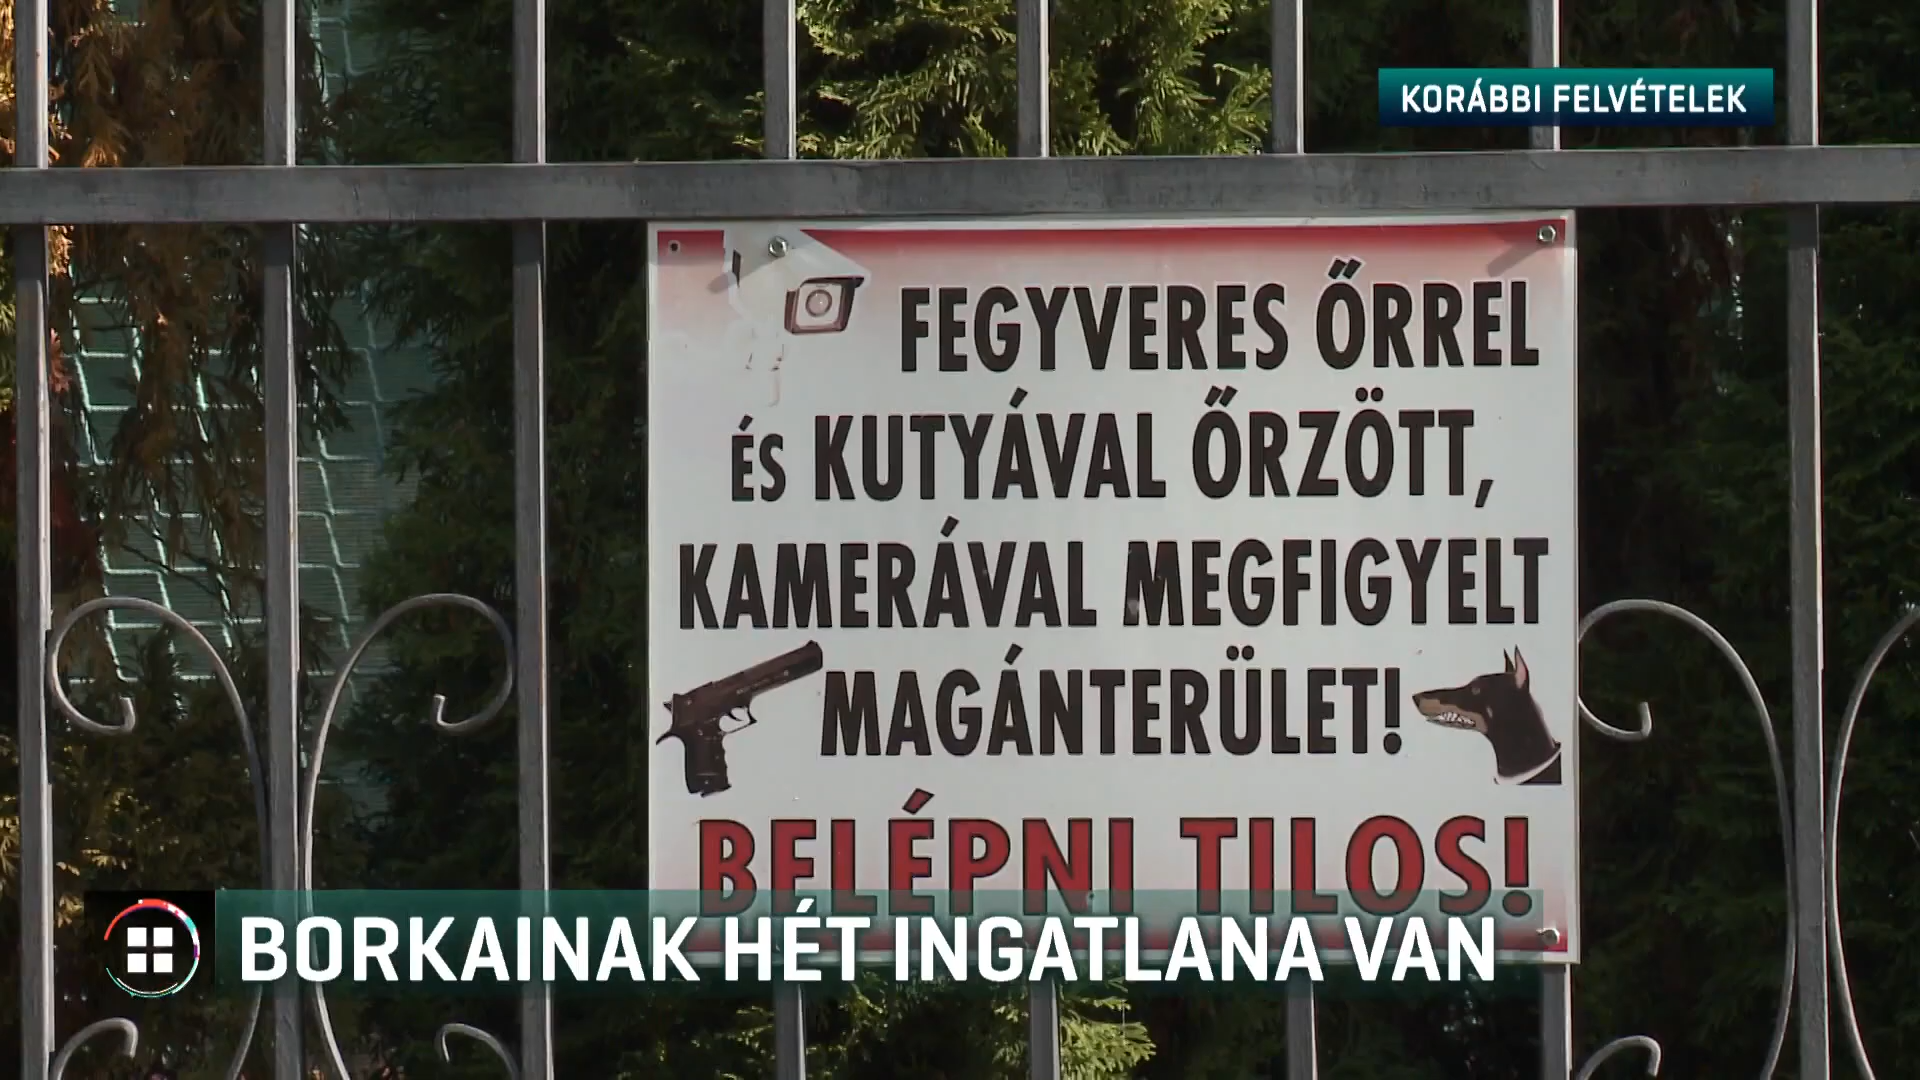 KORÁBBI FELVÉTELEK
FEGYVERES ŐRREL
ÉS KUTYÁVAL ŐRZÖTT,
KAMERÁVAL MEGFIGYELT
MAGÁNTERÜLET!
BELÉPNI TILOS!
BORKAINAK HÉT INGATLANA VAN